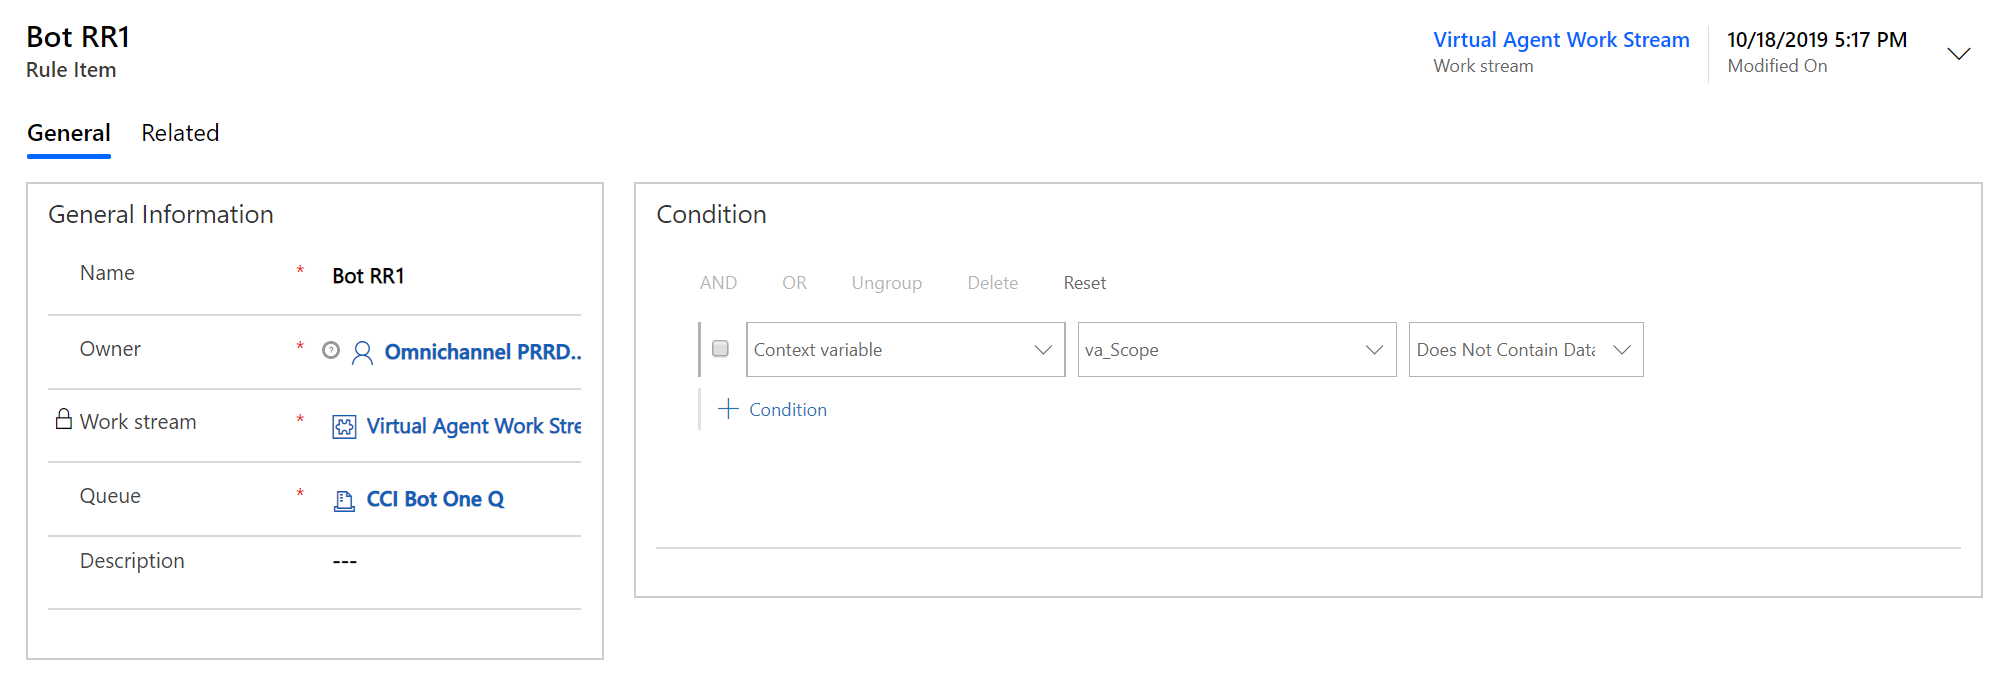 Bot RR1
Rule Item
Virtual Agent Work Stream
Work stream
10/18/2019 5:17 PM
Modified On
General Related
General Information
Name * Bot RR1
Owner * Omnichannel PRRD..
Work stream * Virtual Agent Work Stre
Queue * CCI Bot One Q
Description ---
Condition
AND OR Ungroup Delete Reset
Context variable va_Scope Does Not Contain Data
+ Condition